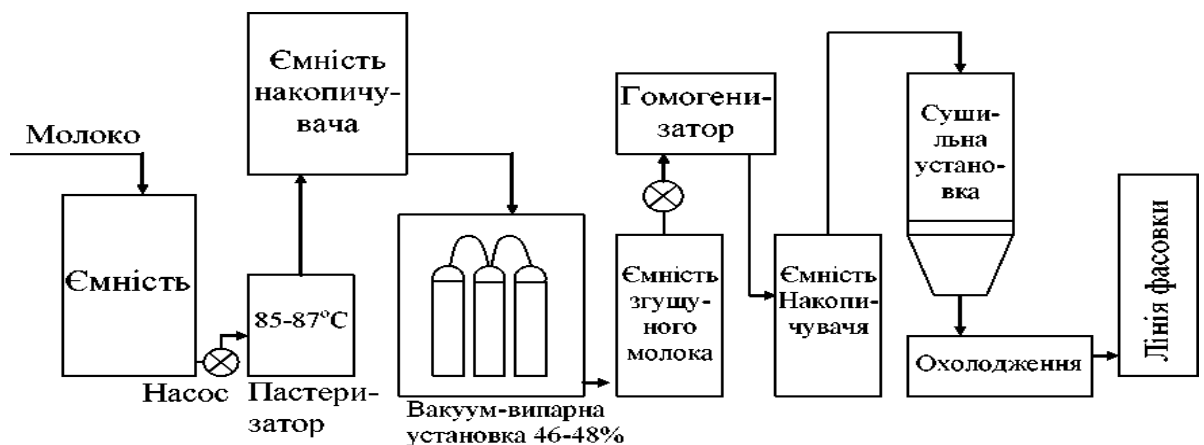 Молоко
Ємність
Насос
85-87°С
Пастери-
затор
Ємність
накопичу-
вача
Вакуум-випарна
установка 46-48%
Ємність
згущу-
ного
молока
Гомогени-
затор
Ємність
Накопи-
чувачя
Суши-
льна
устано-
вка
Охолодження
Лінія фасовки